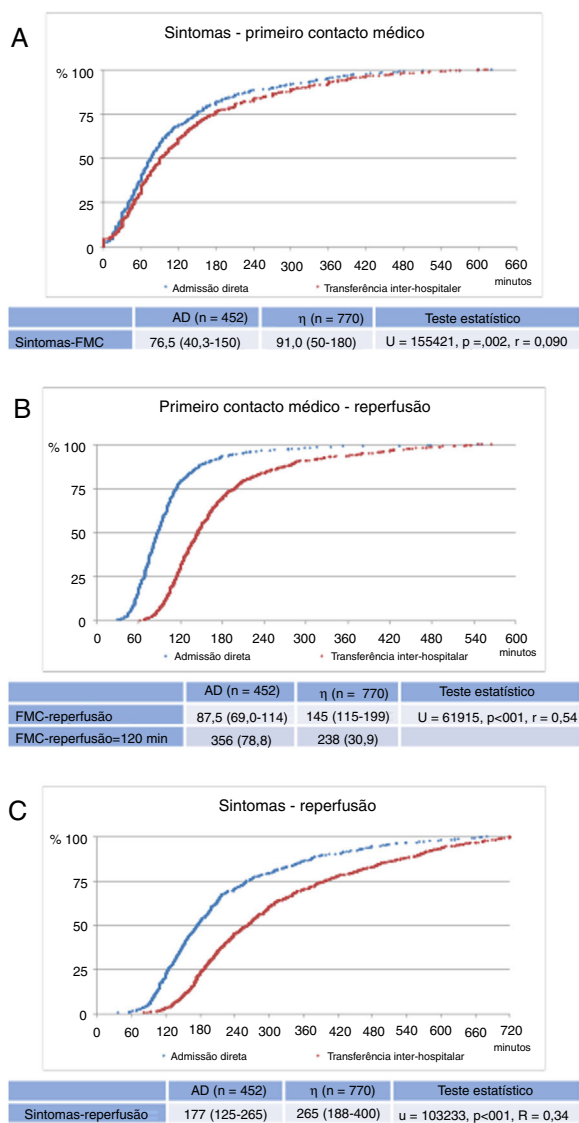 A
Sintomas - primeiro contacto médico
% 100
75
50
25
0
0 60 120 180 240 300 360 420 480 540 600 660
minutos
Admissão direta Transferência inter-hospitaler
AD (n = 452) η (n = 770) Teste estatístico
Sintomas-FMC 76,5 (40,3-150) 91,0 (50-180) U = 155421, p =,002, r = 0,090
B
Primeiro contacto médico - reperfusão
% 100
75
50
25
0
0 60 120 180 240 300 360 420 480 540 600
minutos
Admissão direta Transferência inter-hospitalar
AD (n = 452) η (n = 770) Teste estatístico
FMC-reperfusão 87,5 (69,0-114) 145 (115-199) U = 61915, p<001, r = 0,54
FMC-reperfusão=120 min 356 (78,8) 238 (30,9)
C
Sintomas - reperfusão
% 100
75
50
25
0
0 60 120 180 240 300 360 420 480 540 600 660 720
minutos
Admissão direta Transferência inter-hospitalar
AD (n = 452) η (n = 770) Teste estatístico
Sintomas-reperfusão 177 (125-265) 265 (188-400) u = 103233, p<001, R = 0,34